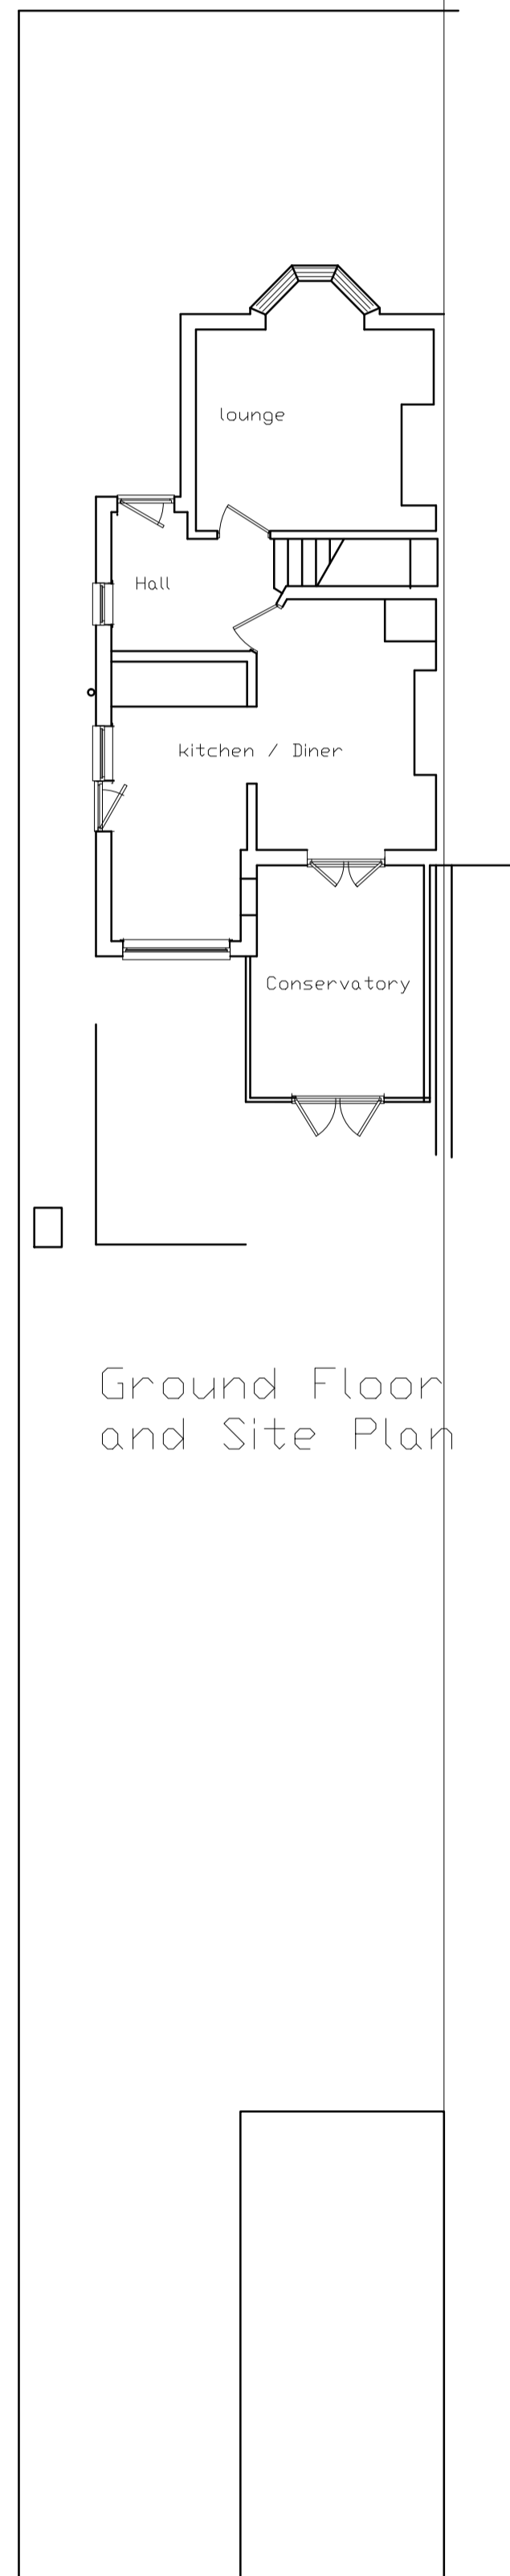 lounge
Hall
kitchen / Diner
Conservatory
Ground Floor
and Site Plan